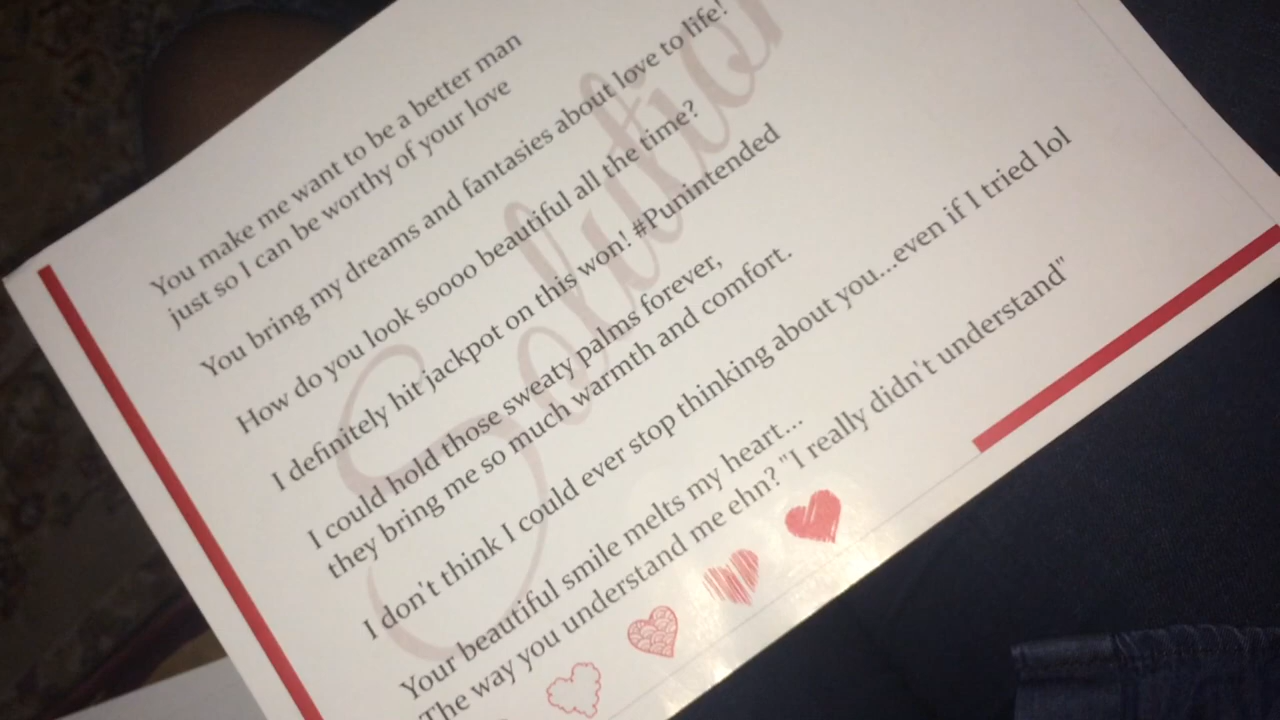 You make me want to be a better man
just so I can be worthy of your love
You bring my dreams and fantasies about love to life!
How do you look soooo beautiful all the time?
I definitely hit jackpot on this won! #Punintended
I could hold those sweaty palms forever,
they bring me so much warmth and comfort.
I don't think I could ever stop thinking about you...even if I tried lol
Your beautiful smile melts my heart...
The way you understand me ehn? "I really didn't understand"